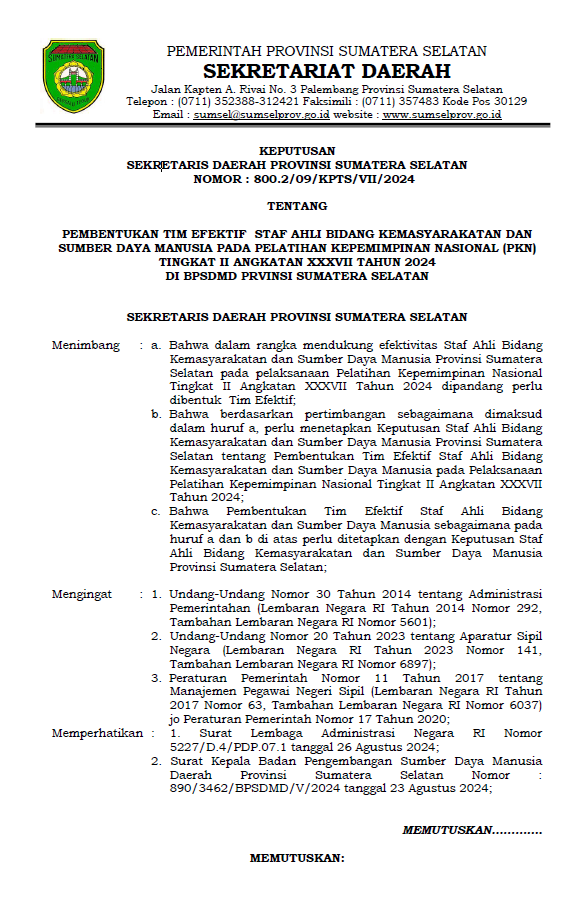 SUMATERA SELATAN
PEMERINTAH PROVINSI SUMATERA SELATAN
SEKRETARIAT DAERAH
Jalan Kapten A. Rivai No. 3 Palembang Provinsi Sumatera Selatan
Telepon : (0711) 352388-312421 Faksimili : (0711) 357483 Kode Pos 30129
Email : sumsel@sumselprov.go.id website : www.sumselprov.go.id
KEPUTUSAN
SEKRETARIS DAERAH PROVINSI SUMATERA SELATAN
NOMOR : 800.2/09/KPTS/VII/2024
TENTANG
PEMBENTUKAN TIM EFEKTIF STAF AHLI BIDANG KEMASYARAKATAN DAN
SUMBER DAYA MANUSIA PADA PELATIHAN KEPEMIMPINAN NASIONAL (PKN)
TINGKAT II ANGKATAN XXXVII TAHUN 2024
DI BPSDMD PRVINSI SUMATERA SELATAN
SEKRETARIS DAERAH PROVINSI SUMATERA SELATAN
Menimbang : a. Bahwa dalam rangka mendukung efektivitas Staf Ahli Bidang
Kemasyarakatan dan Sumber Daya Manusia Provinsi Sumatera
Selatan pada pelaksanaan Pelatihan Kepemimpinan Nasional
Tingkat II Angkatan XXXVII Tahun 2024 dipandang perlu
dibentuk Tim Efektif;
b. Bahwa berdasarkan pertimbangan sebagaimana dimaksud
dalam huruf a, perlu menetapkan Keputusan Staf Ahli Bidang
Kemasyarakatan dan Sumber Daya Manusia Provinsi Sumatera
Selatan tentang Pembentukan Tim Efektif Staf Ahli Bidang
Kemasyarakatan dan Sumber Daya Manusia pada Pelaksanaan
Pelatihan Kepemimpinan Nasional Tingkat II Angkatan XXXVII
Tahun 2024;
c. Bahwa Pembentukan Tim Efektif Staf Ahli Bidang
Kemasyarakatan dan Sumber Daya Manusia sebagaimana pada
huruf a dan b di atas perlu ditetapkan dengan Keputusan Staf
Ahli Bidang Kemasyarakatan dan Sumber Daya Manusia
Provinsi Sumatera Selatan;
Mengingat : 1. Undang-Undang Nomor 30 Tahun 2014 tentang Administrasi
Pemerintahan (Lembaran Negara RI Tahun 2014 Nomor 292,
Tambahan Lembaran Negara RI Nomor 5601);
2. Undang-Undang Nomor 20 Tahun 2023 tentang Aparatur Sipil
Negara (Lembaran Negara RI Tahun 2023 Nomor 141,
Tambahan Lembaran Negara RI Nomor 6897);
3. Peraturan Pemerintah Nomor 11 Tahun 2017 tentang
Manajemen Pegawai Negeri Sipil (Lembaran Negara RI Tahun
2017 Nomor 63, Tambahan Lembaran Negara RI Nomor 6037)
jo Peraturan Pemerintah Nomor 17 Tahun 2020;
Memperhatikan : 1. Surat Lembaga Administrasi Negara RI Nomor
5227/D.4/PDP.07.1 tanggal 26 Agustus 2024;
2. Surat Kepala Badan Pengembangan Sumber Daya Manusia
Daerah Provinsi Sumatera Selatan Nomor :
890/3462/BPSDMD/V/2024 tanggal 23 Agustus 2024;
MEMUTUSKAN.............
MEMUTUSKAN: